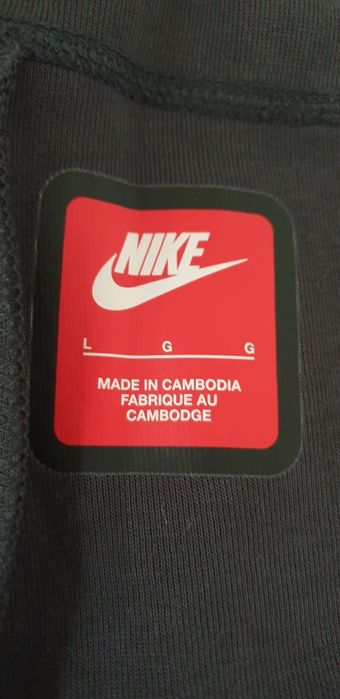 NIKE
L G G
MADE IN CAMBODIA
FABRIQUE AU
CAMBODGE